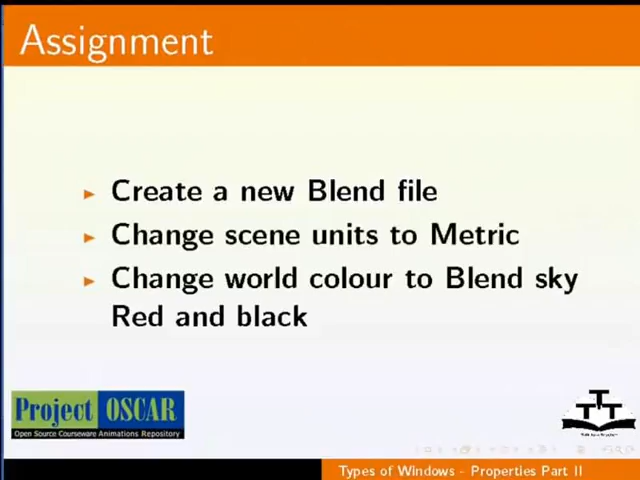 Assignment
Create a new Blend file
Change scene units to Metric
Change world colour to Blend sky
Red and black
Project OSCAR
Open Source Courseware Animations Repository
TTT
Types of Windows - Properties Part II